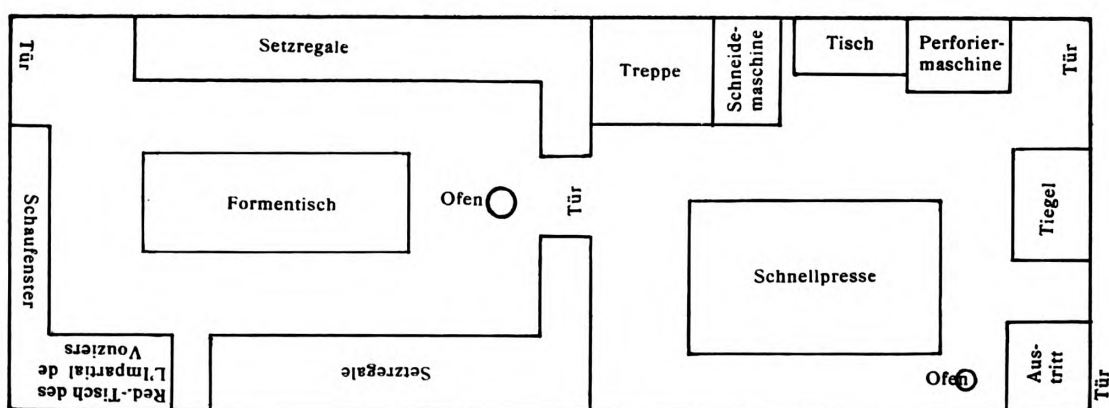 Tür
Setzregale
Treppe
Schneide-
maschine
Tisch
Perforier-
maschine
Tür
Schaufenster
Formentisch
Ofen
Tür
Schnellpresse
Tiegel
Red.-Tisch des
L'Impartial de
Vouziers
Setzregale
Ofen
Aus-
tritt
Tür